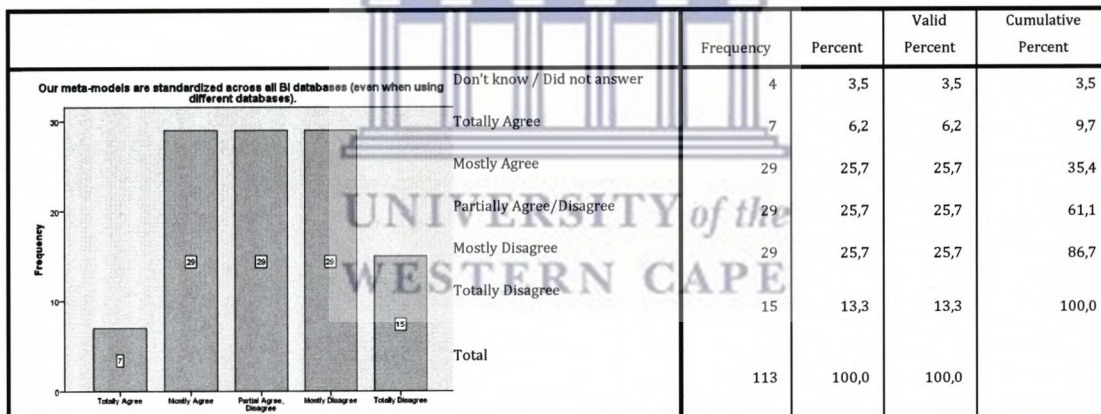 Frequency Percent Valid Percent Cumulative Percent
Our meta-models are standardized across all BI databases (even when using
different databases).
Frequency
30
20
10
0
7
29
29
29
15
Totally Agree
Mostly Agree
Partial Agree, Disagree
Mostly Disagree
Totally Disagree
Don't know / Did not answer 4 3,5 3,5 3,5
Totally Agree 7 6,2 6,2 9,7
Mostly Agree 29 25,7 25,7 35,4
Partially Agree/Disagree 29 25,7 25,7 61,1
Mostly Disagree 29 25,7 25,7 86,7
Totally Disagree 15 13,3 13,3 100,0
Total 113 100,0 100,0
UNIVERSITY of the
WESTERN CAPE